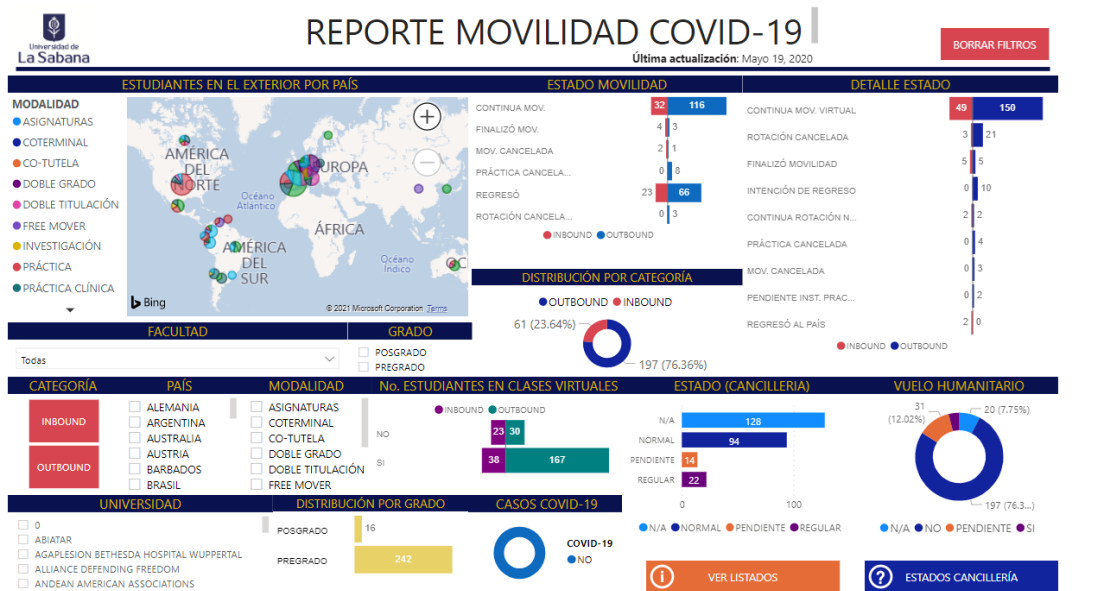 Universidad de
La Sabana
REPORTE MOVILIDAD COVID-19
Última actualización: Mayo 19, 2020
BORRAR FILTROS
ESTUDIANTES EN EL EXTERIOR POR PAÍS
MODALIDAD
ASIGNATURAS
COTERMINAL
CO-TUTELA
DOBLE GRADO
DOBLE TITULACIÓN
FREE MOVER
INVESTIGACIÓN
PRÁCTICA
PRÁCTICA CLÍNICA
AMÉRICA
DEL
NORTE
Océano
Atlántico
EUROPA
ÁFRICA
AMÉRICA
DEL
SUR
Océano
Índico
OC
Bing
© 2021 Microsoft Corporation Terms
ESTADO MOVILIDAD
CONTINUA MOV. 32 116
FINALIZÓ MOV. 4 3
MOV. CANCELADA 2 1
PRÁCTICA CANCELA... 0 8
REGRESÓ 23 66
ROTACIÓN CANCELA... 0 3
INBOUND OUTBOUND
DETALLE ESTADO
CONTINUA MOV. VIRTUAL 49 150
ROTACIÓN CANCELADA 3 21
FINALIZÓ MOVILIDAD 5 5
INTENCIÓN DE REGRESO 0 10
CONTINUA ROTACIÓN N... 2 2
PRÁCTICA CANCELADA 0 4
MOV. CANCELADA 0 3
PENDIENTE INST. PRAC... 0 2
REGRESÓ AL PAÍS 2 0
INBOUND OUTBOUND
DISTRIBUCIÓN POR CATEGORÍA
OUTBOUND INBOUND
61 (23.64%)
197 (76.36%)
FACULTAD
Todas
GRADO
POSGRADO
PREGRADO
CATEGORÍA
INBOUND
OUTBOUND
PAÍS
ALEMANIA
ARGENTINA
AUSTRALIA
AUSTRIA
BARBADOS
BRASIL
MODALIDAD
ASIGNATURAS
COTERMINAL
CO-TUTELA
DOBLE GRADO
DOBLE TITULACIÓN
FREE MOVER
No. ESTUDIANTES EN CLASES VIRTUALES
INBOUND OUTBOUND
NO 23 30
SI 38 167
ESTADO (CANCILLERIA)
N/A 128
NORMAL 94
PENDIENTE 14
REGULAR 22
0 100
N/A NORMAL PENDIENTE REGULAR
VUELO HUMANITARIO
31
(12.02%)
20 (7.75%)
197 (76.3...)
N/A NO PENDIENTE SI
UNIVERSIDAD
0
ABIATAR
AGAPLESION BETHESDA HOSPITAL WUPPERTAL
ALLIANCE DEFENDING FREEDOM
ANDEAN AMERICAN ASSOCIATIONS
DISTRIBUCIÓN POR GRADO
POSGRADO 16
PREGRADO 242
CASOS COVID-19
COVID-19
NO
VER LISTADOS
ESTADOS CANCILLERÍA